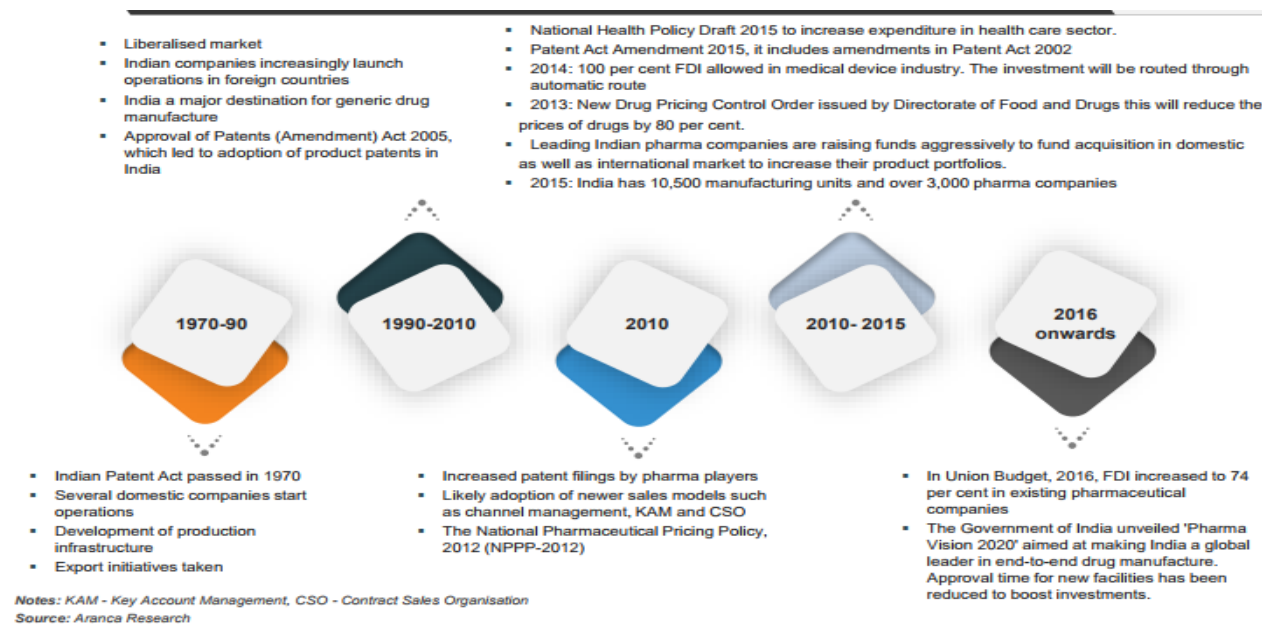 ▪ Liberalised market
▪ Indian companies increasingly launch
operations in foreign countries
▪ India a major destination for generic drug
manufacture
▪ Approval of Patents (Amendment) Act 2005,
which led to adoption of product patents in
India
▪ National Health Policy Draft 2015 to increase expenditure in health care sector.
▪ Patent Act Amendment 2015, it includes amendments in Patent Act 2002
▪ 2014: 100 per cent FDI allowed in medical device industry. The investment will be routed through
automatic route
▪ 2013: New Drug Pricing Control Order issued by Directorate of Food and Drugs this will reduce the
prices of drugs by 80 per cent.
▪ Leading Indian pharma companies are raising funds aggressively to fund acquisition in domestic
as well as international market to increase their product portfolios.
▪ 2015: India has 10,500 manufacturing units and over 3,000 pharma companies
1970-90
1990-2010
2010
2010- 2015
2016
onwards
▪ Indian Patent Act passed in 1970
▪ Several domestic companies start
operations
▪ Development of production
infrastructure
▪ Export initiatives taken
▪ Increased patent filings by pharma players
▪ Likely adoption of newer sales models such
as channel management, KAM and CSO
▪ The National Pharmaceutical Pricing Policy,
2012 (NPPP-2012)
▪ In Union Budget, 2016, FDI increased to 74
per cent in existing pharmaceutical
companies
▪ The Government of India unveiled 'Pharma
Vision 2020' aimed at making India a global
leader in end-to-end drug manufacture.
Approval time for new facilities has been
reduced to boost investments.
Notes: KAM - Key Account Management, CSO - Contract Sales Organisation
Source: Aranca Research